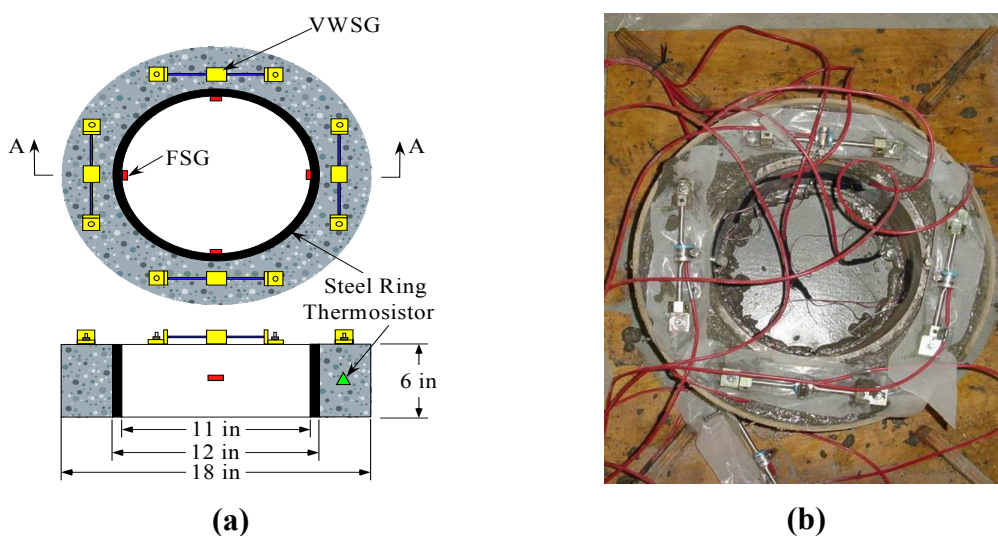 VWSG
A
A
FSG
Steel Ring
Thermosistor
6 in
11 in
12 in
18 in
(a)
(b)